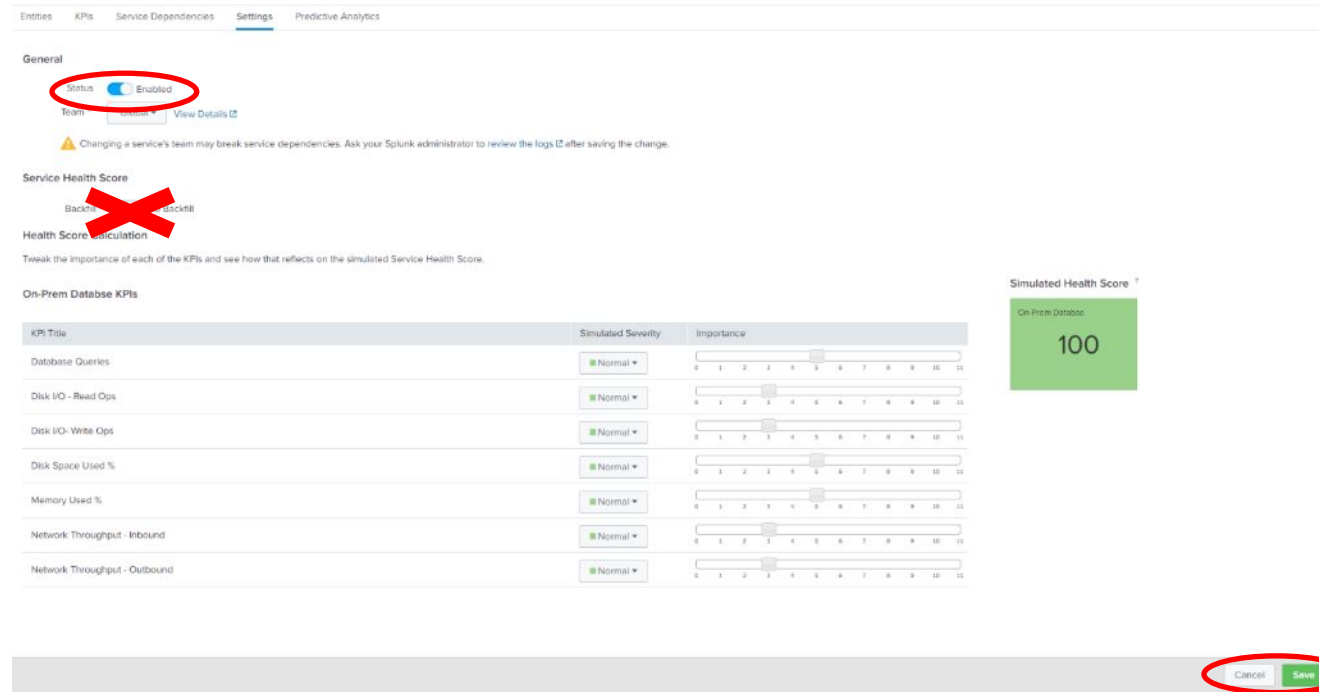 Entities KPIs Service Dependencies Settings Predictive Analytics
General
Status Enabled
Team Global View Details
Changing a service's team may break service dependencies. Ask your Splunk administrator to review the logs after saving the change.
Service Health Score
Backfill Backfill
Health Score Calculation
Tweak the importance of each of the KPIs and see how that reflects on the simulated Service Health Score.
On-Prem Databse KPIs
Simulated Health Score ?
On-Prem Databse
100
KPI Title Simulated Severity Importance
Database Queries Normal 0 1 2 3 4 5 6 7 8 9 10 11
Disk I/O - Read Ops Normal 0 1 2 3 4 5 6 7 8 9 10 11
Disk I/O- Write Ops Normal 0 1 2 3 4 5 6 7 8 9 10 11
Disk Space Used % Normal 0 1 2 3 4 5 6 7 8 9 10 11
Memory Used % Normal 0 1 2 3 4 5 6 7 8 9 10 11
Network Throughput - Inbound Normal 0 1 2 3 4 5 6 7 8 9 10 11
Network Throughput - Outbound Normal 0 1 2 3 4 5 6 7 8 9 10 11
Cancel Save